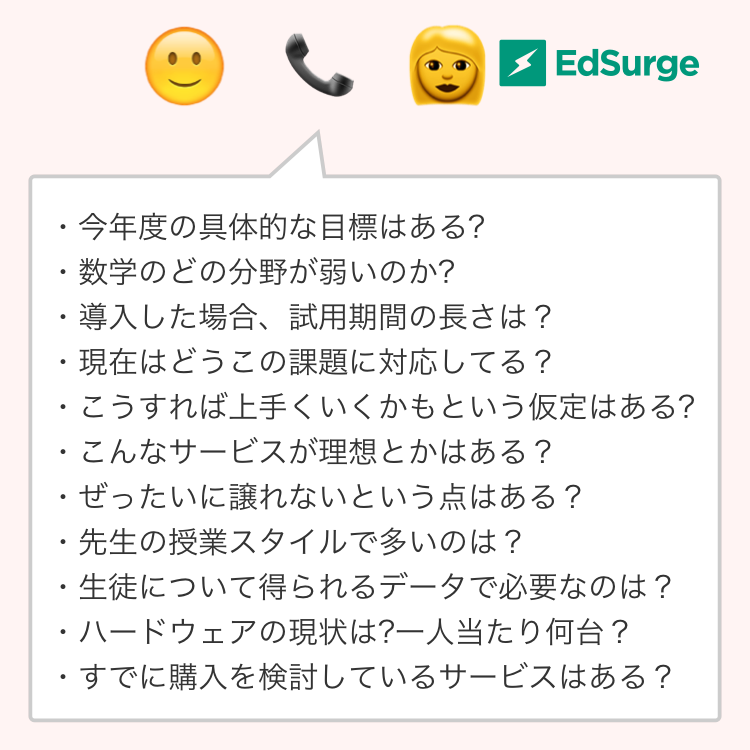 EdSurge
・今年度の具体的な目標はある?
・数学のどの分野が弱いのか?
・導入した場合、試用期間の長さは？
・現在はどうこの課題に対応してる？
・こうすれば上手くいくかもという仮定はある?
・こんなサービスが理想とかはある？
・ぜったいに譲れないという点はある？
・先生の授業スタイルで多いのは？
・生徒について得られるデータで必要なのは？
・ハードウェアの現状は?一人当たり何台？
・すでに購入を検討しているサービスはある？